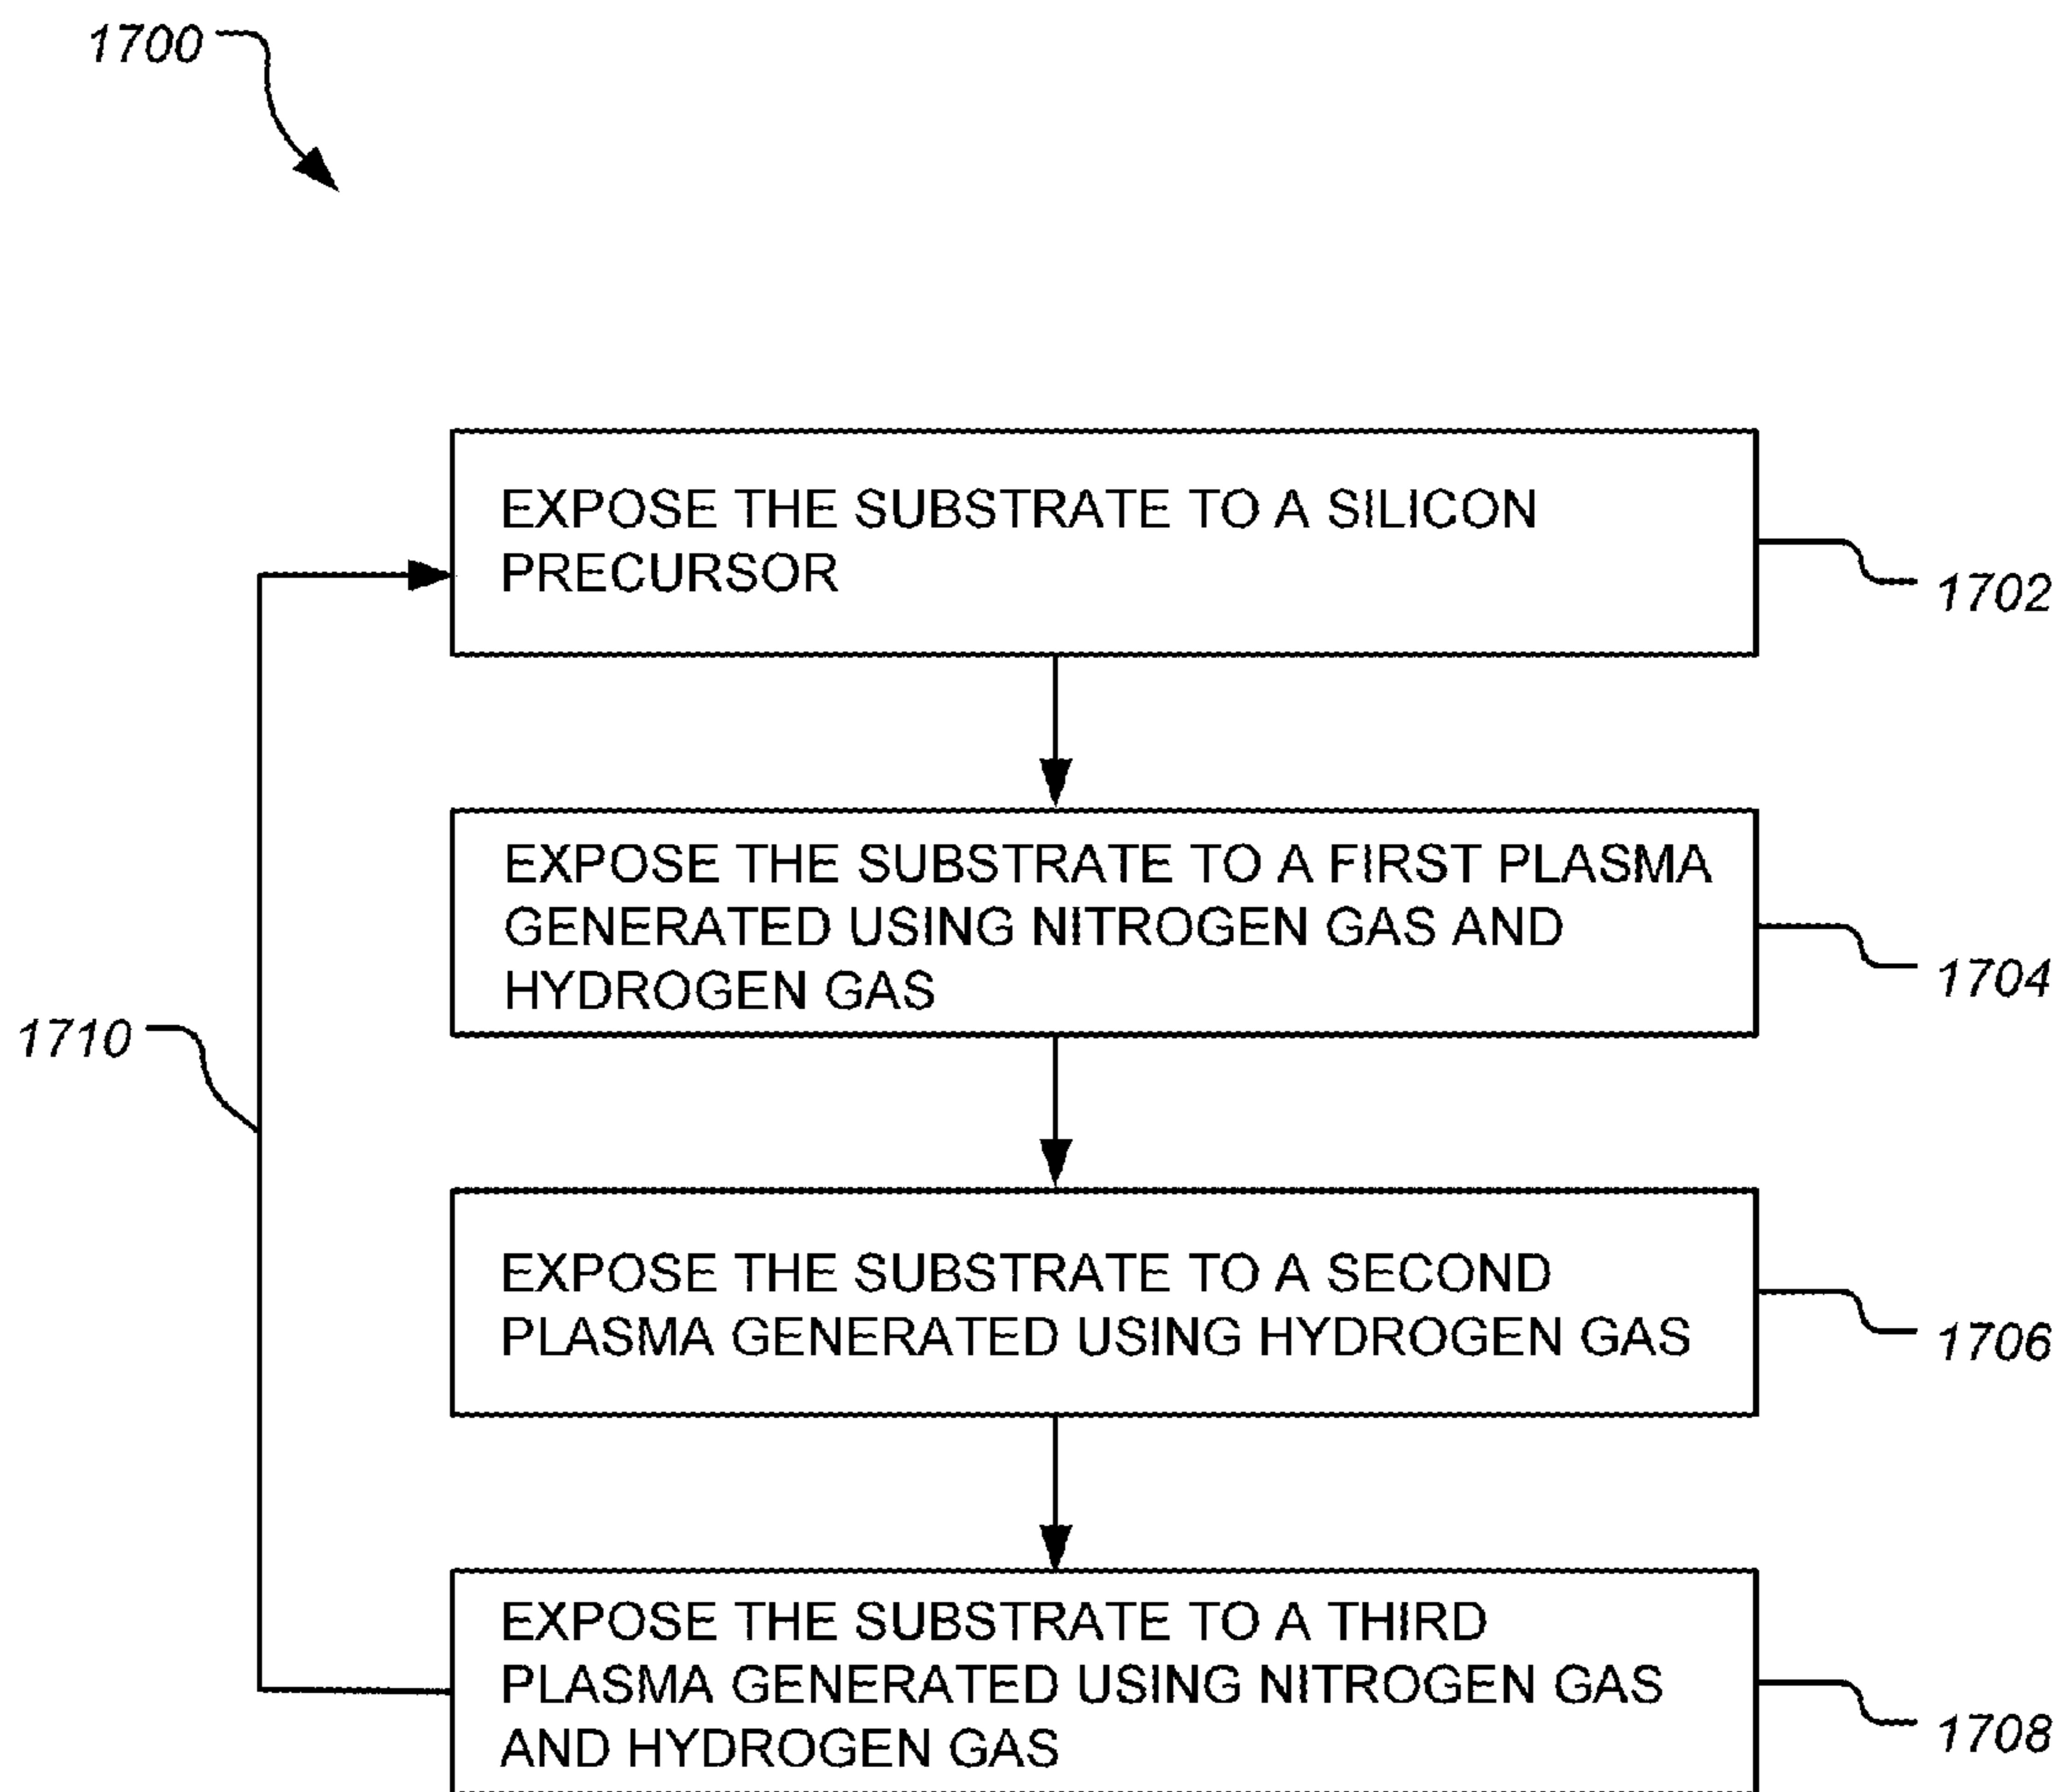 1700
EXPOSE THE SUBSTRATE TO A SILICON
PRECURSOR
1702
EXPOSE THE SUBSTRATE TO A FIRST PLASMA
GENERATED USING NITROGEN GAS AND
HYDROGEN GAS
1704
1710
EXPOSE THE SUBSTRATE TO A SECOND
PLASMA GENERATED USING HYDROGEN GAS
1706
EXPOSE THE SUBSTRATE TO A THIRD
PLASMA GENERATED USING NITROGEN GAS
AND HYDROGEN GAS
1708